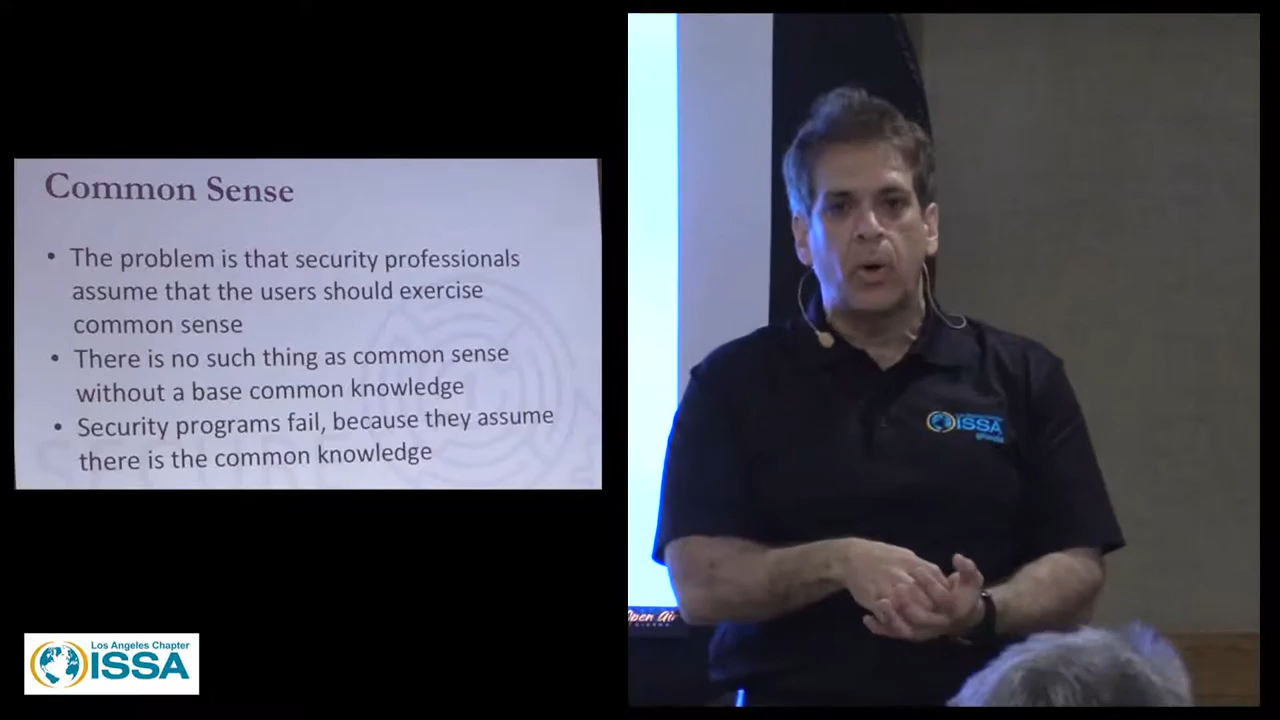 Common Sense
• The problem is that security professionals
assume that the users should exercise
common sense
• There is no such thing as common sense
without a base common knowledge
• Security programs fail, because they assume
there is the common knowledge
Los Angeles Chapter
ISSA
ISSA
Open Air